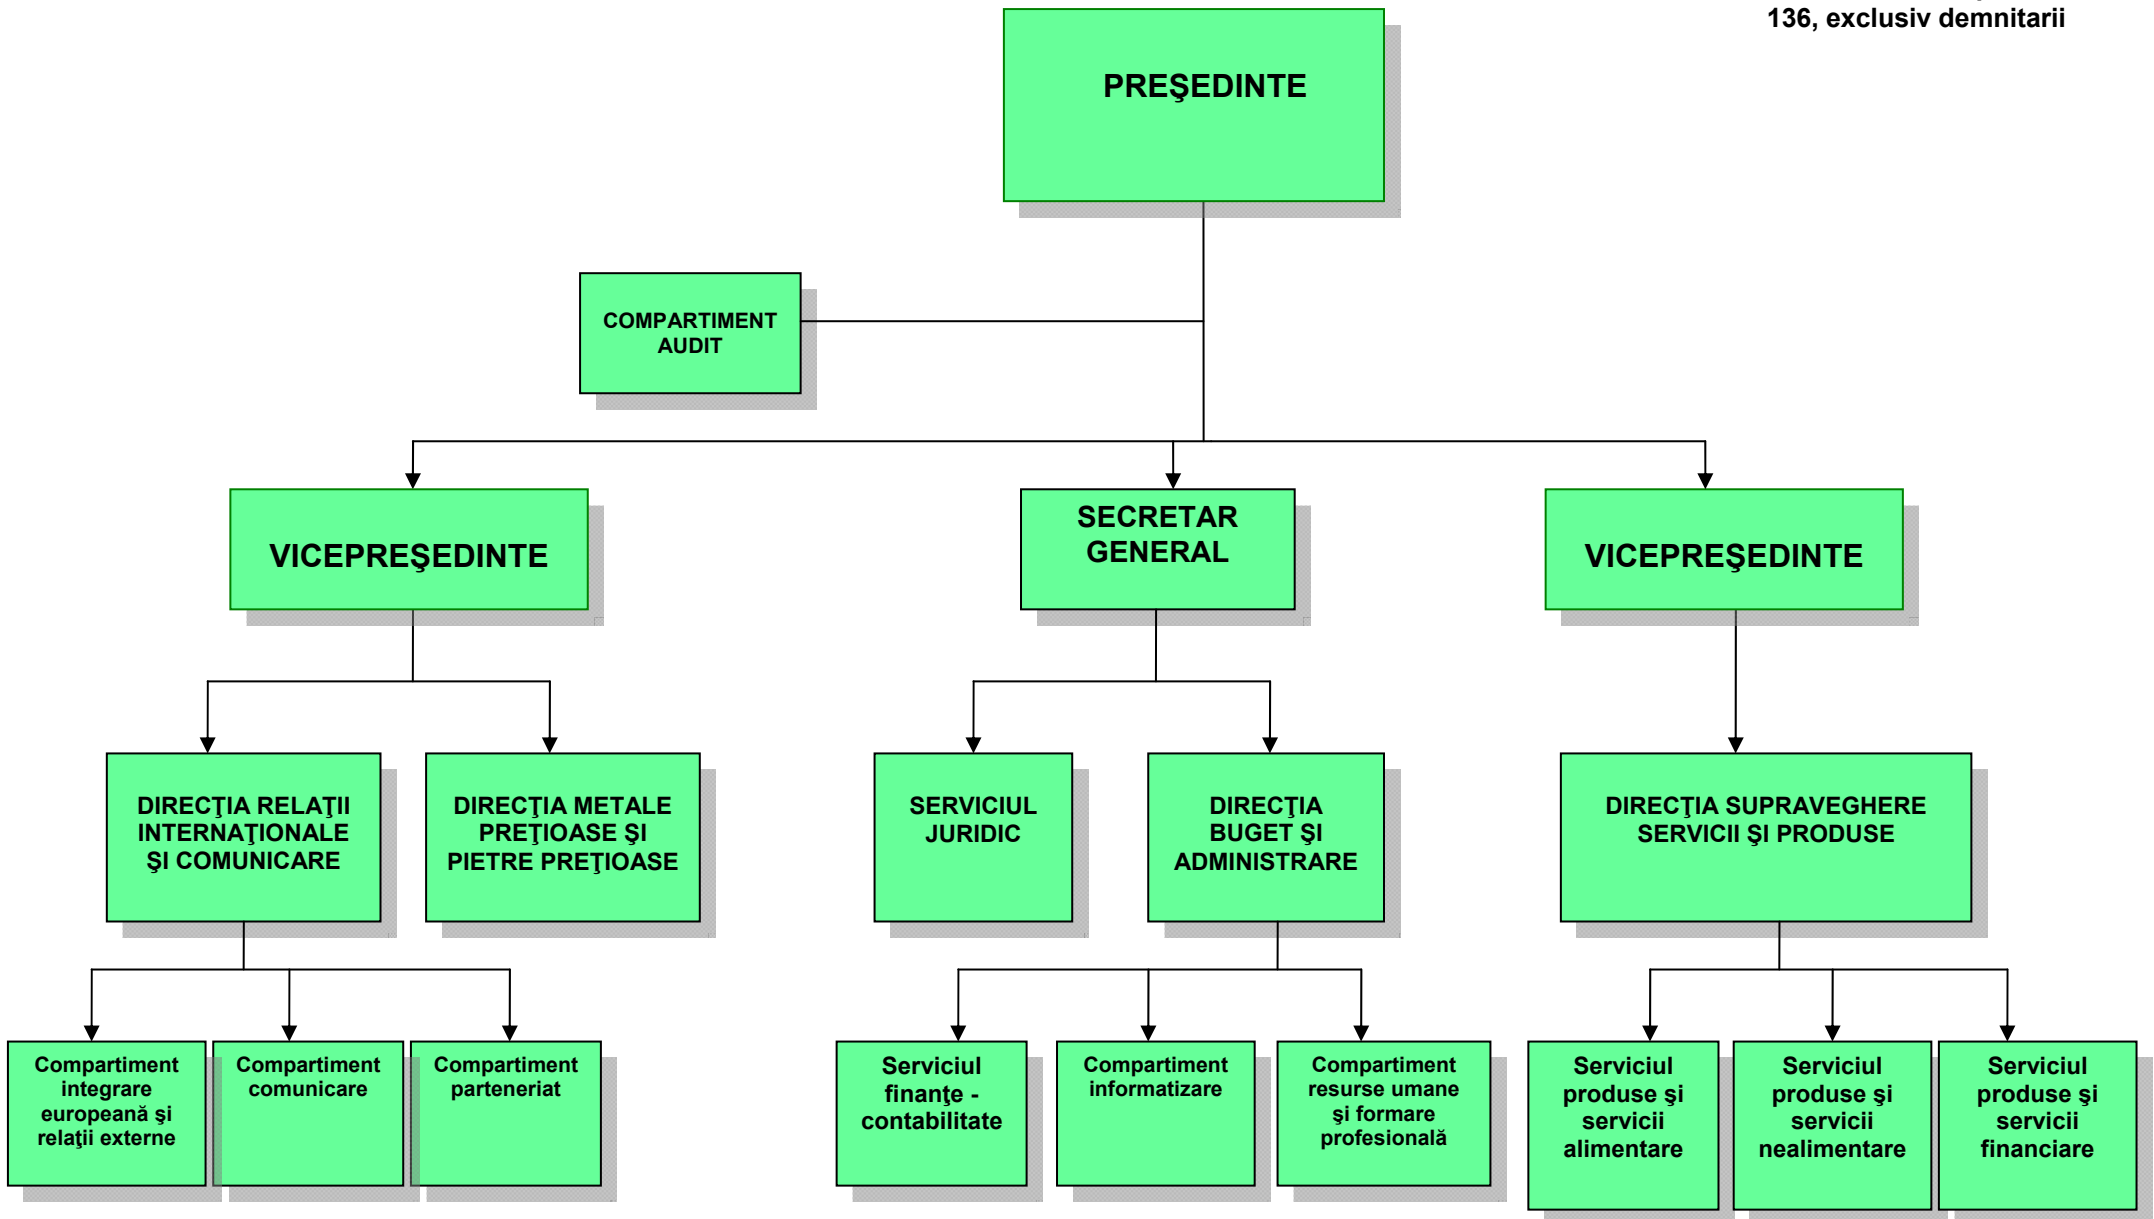 136, exclusiv demnitarii
PREŞEDINTE
COMPARTIMENT
AUDIT
VICEPREŞEDINTE
SECRETAR
GENERAL
VICEPREŞEDINTE
DIRECŢIA RELAŢII
INTERNAŢIONALE
ŞI COMUNICARE
DIRECŢIA METALE
PREŢIOASE ŞI
PIETRE PREŢIOASE
SERVICIUL
JURIDIC
DIRECŢIA
BUGET ŞI
ADMINISTRARE
DIRECŢIA SUPRAVEGHERE
SERVICII ŞI PRODUSE
Compartiment
integrare
europeană şi
relaţii externe
Compartiment
comunicare
Compartiment
parteneriat
Serviciul
finanţe -
contabilitate
Compartiment
informatizare
Compartiment
resurse umane
şi formare
profesională
Serviciul
produse şi
servicii
alimentare
Serviciul
produse şi
servicii
nealimentare
Serviciul
produse şi
servicii
financiare